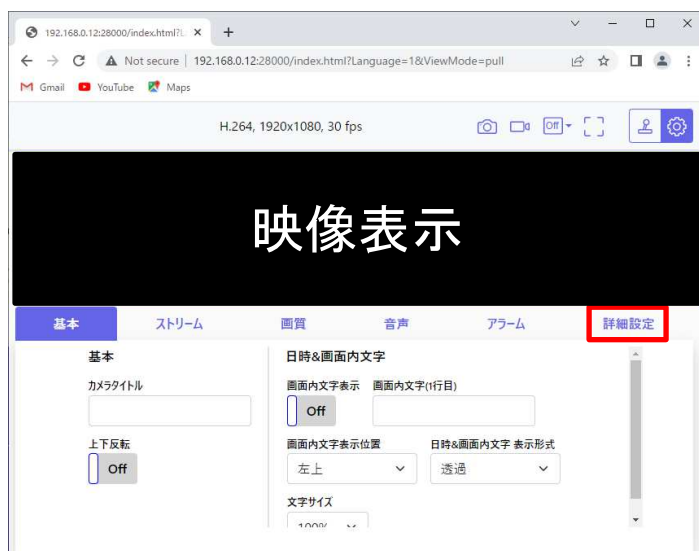 192.168.0.12:28000/index.html?L
Not secure | 192.168.0.12:28000/index.html?Language=1&ViewMode=pull
Gmail YouTube Maps
H.264, 1920x1080, 30 fps
Off
映像表示
基本 ストリーム 画質 音声 アラーム 詳細設定
基本 日時&画面内文字
カメラタイトル 画面内文字表示 画面内文字(1行目)
Off
上下反転 画面内文字表示位置 日時&画面内文字 表示形式
Off 左上 透過
文字サイズ
100%